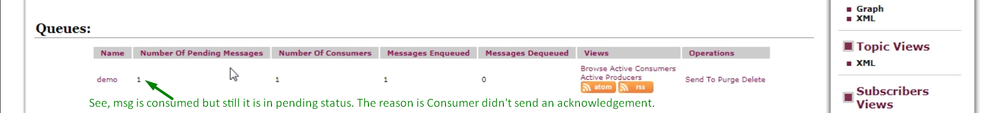 Queues:
Name Number Of Pending Messages Number Of Consumers Messages Enqueued Messages Dequeued Views Operations
demo 1 1 1 0 Browse Active Consumers Active Producers Send To Purge Delete
atom rss
See, msg is consumed but still it is in pending status. The reason is Consumer didn't send an acknowledgement.
Graph
XML
Topic Views
XML
Subscribers
Views